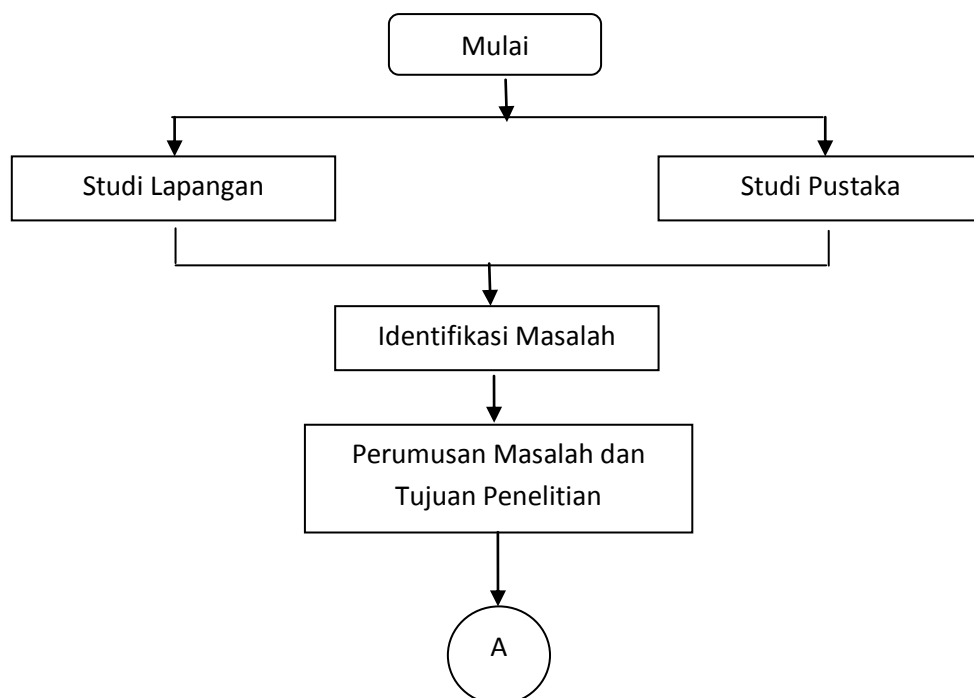 Mulai
Studi Lapangan
Studi Pustaka
Identifikasi Masalah
Perumusan Masalah dan
Tujuan Penelitian
A